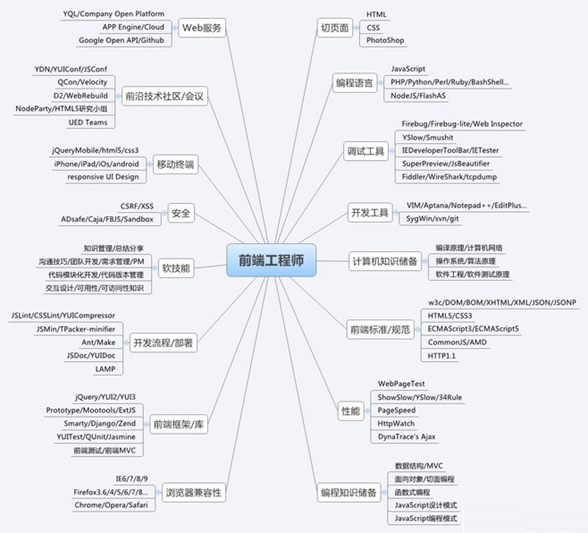 前端工程师
切页面
HTML
CSS
PhotoShop
编程语言
JavaScript
PHP/Python/Perl/Ruby/BashShell...
NodeJS/FlashAS
调试工具
Firebug/Firebug-lite/Web Inspector
YSlow/Smushit
IEDeveloperToolBar/IETester
SuperPreview/JsBeautifier
Fiddler/WireShark/tcpdump
开发工具
VIM/Aptana/Notepad++/EditPlus...
SygWin/svn/git
计算机知识储备
编译原理/计算机网络
操作系统/算法原理
软件工程/软件测试原理
前端标准/规范
w3c/DOM/BOM/XHTML/XML/JSON/JSONP
HTML5/CSS3
ECMAScript3/ECMAScript5
CommonJS/AMD
HTTP1.1
性能
WebPageTest
ShowSlow/YSlow/34Rule
PageSpeed
HttpWatch
DynaTrace's Ajax
编程知识储备
数据结构/MVC
面向对象/切面编程
函数式编程
JavaScript设计模式
JavaScript编程模式
Web服务
YQL/Company Open Platform
APP Engine/Cloud
Google Open API/Github
前沿技术社区/会议
YDN/YUIConf/JSConf
QCon/Velocity
D2/WebRebuild
NodeParty/HTML5研究小组
UED Teams
移动终端
jQueryMobile/html5/css3
iPhone/iPad/iOs/android
responsive UI Design
安全
CSRF/XSS
ADsafe/Caja/FBJS/Sandbox
软技能
知识管理/总结分享
沟通技巧/团队开发/需求管理/PM
代码模块化开发/代码版本管理
交互设计/可用性/可访问性知识
开发流程/部署
JSLint/CSSLint/YUICompressor
JSMin/TPacker-minifier
Ant/Make
JSDoc/YUIDoc
LAMP
前端框架/库
jQuery/YUI2/YUI3
Prototype/Mootools/ExtJS
Smarty/Django/Zend
YUITest/QUnit/Jasmine
前端测试/前端MVC
浏览器兼容性
IE6/7/8/9
Firefox3.6/4/5/6/7/8...
Chrome/Opera/Safari